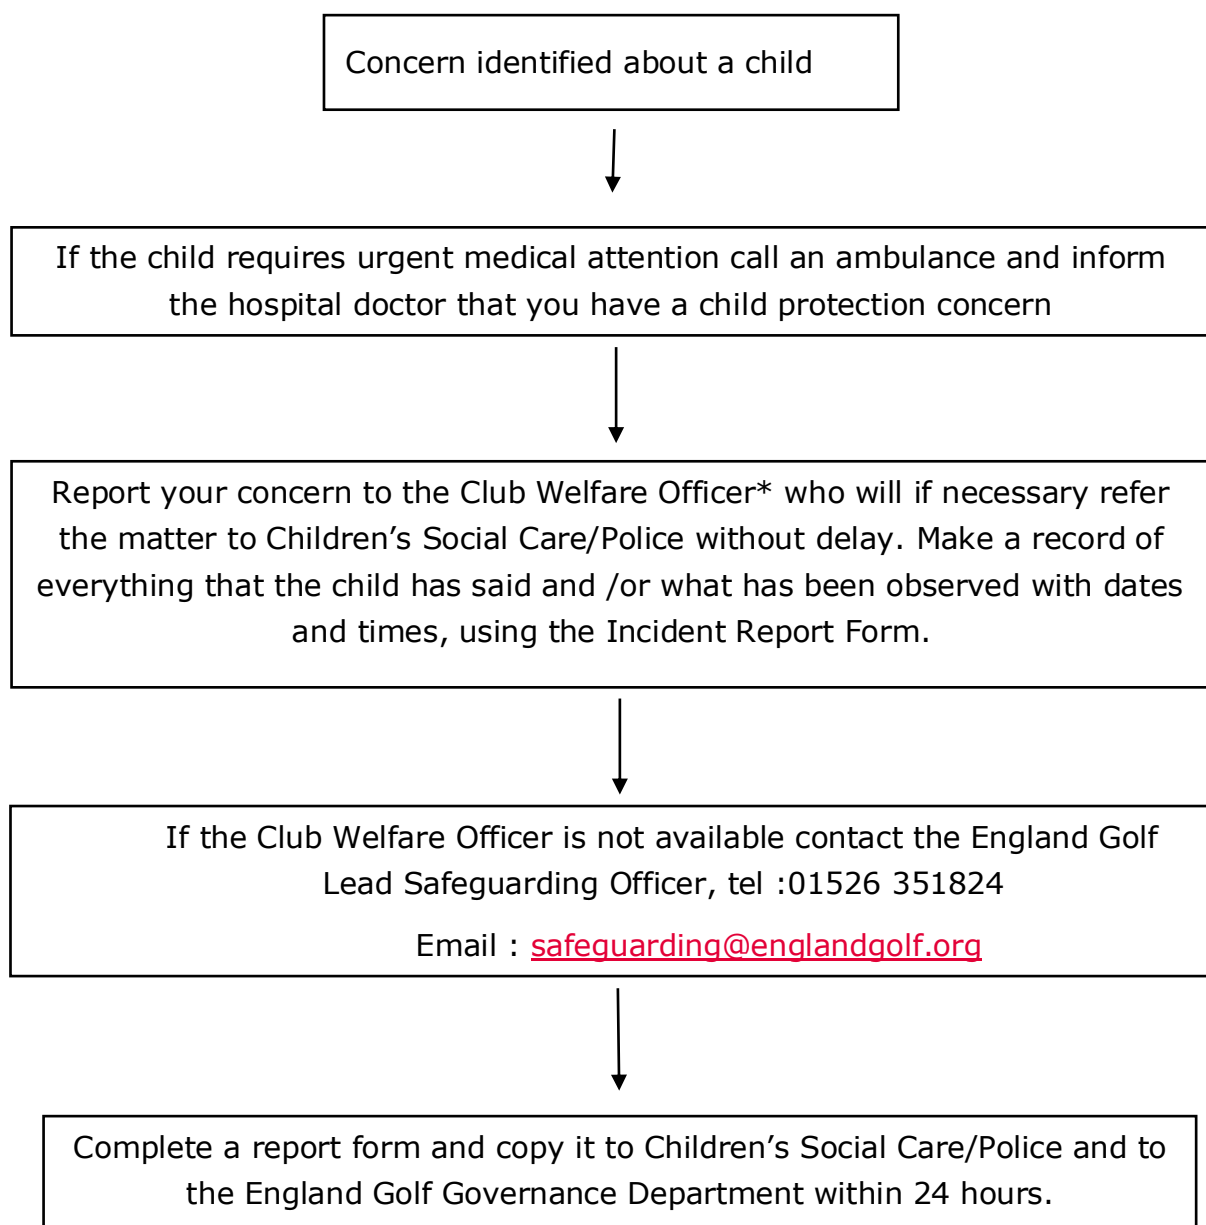 Concern identified about a child
If the child requires urgent medical attention call an ambulance and inform
the hospital doctor that you have a child protection concern
Report your concern to the Club Welfare Officer* who will if necessary refer
the matter to Children’s Social Care/Police without delay. Make a record of
everything that the child has said and /or what has been observed with dates
and times, using the Incident Report Form.
If the Club Welfare Officer is not available contact the England Golf
Lead Safeguarding Officer, tel :01526 351824
Email : safeguarding@englandgolf.org
Complete a report form and copy it to Children’s Social Care/Police and to
the England Golf Governance Department within 24 hours.